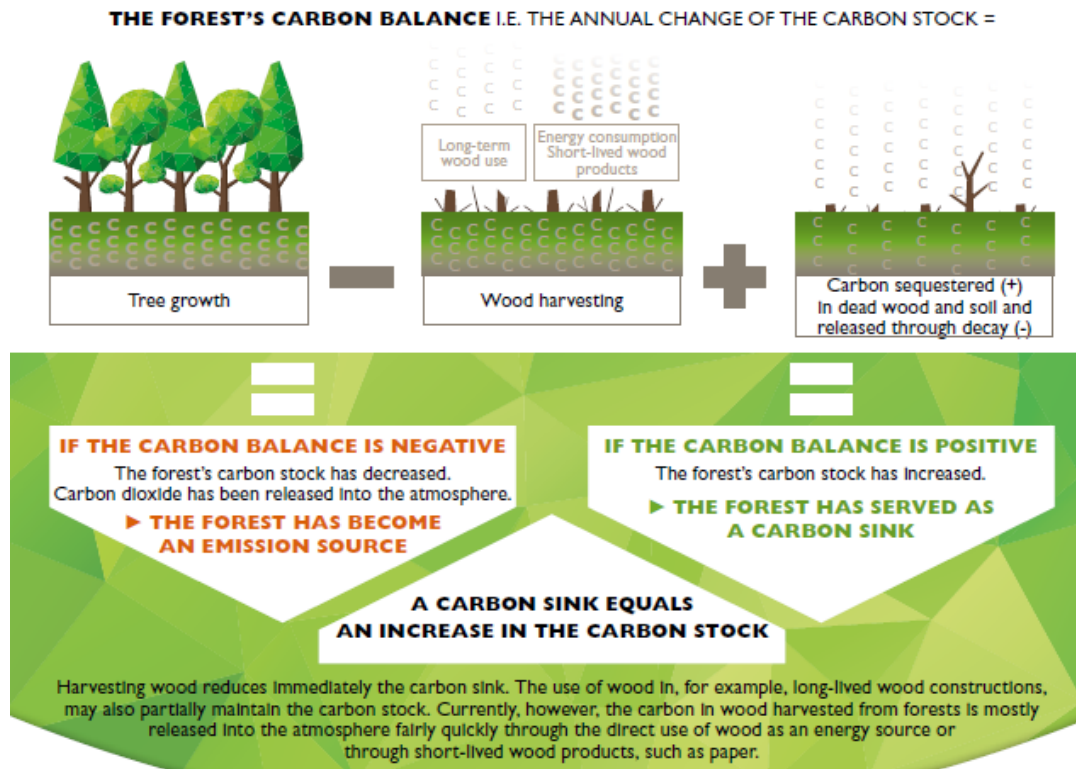 THE FOREST'S CARBON BALANCE I.E. THE ANNUAL CHANGE OF THE CARBON STOCK =
Long-term
wood use
Energy consumption
Short-lived wood
products
Tree growth
Wood harvesting
Carbon sequestered (+)
in dead wood and soil and
released through decay (-)
IF THE CARBON BALANCE IS NEGATIVE
The forest's carbon stock has decreased.
Carbon dioxide has been released into the atmosphere.
► THE FOREST HAS BECOME
AN EMISSION SOURCE
IF THE CARBON BALANCE IS POSITIVE
The forest's carbon stock has increased.
► THE FOREST HAS SERVED AS
A CARBON SINK
A CARBON SINK EQUALS
AN INCREASE IN THE CARBON STOCK
Harvesting wood reduces immediately the carbon sink. The use of wood in, for example, long-lived wood constructions,
may also partially maintain the carbon stock. Currently, however, the carbon in wood harvested from forests is mostly
released into the atmosphere fairly quickly through the direct use of wood as an energy source or
through short-lived wood products, such as paper.